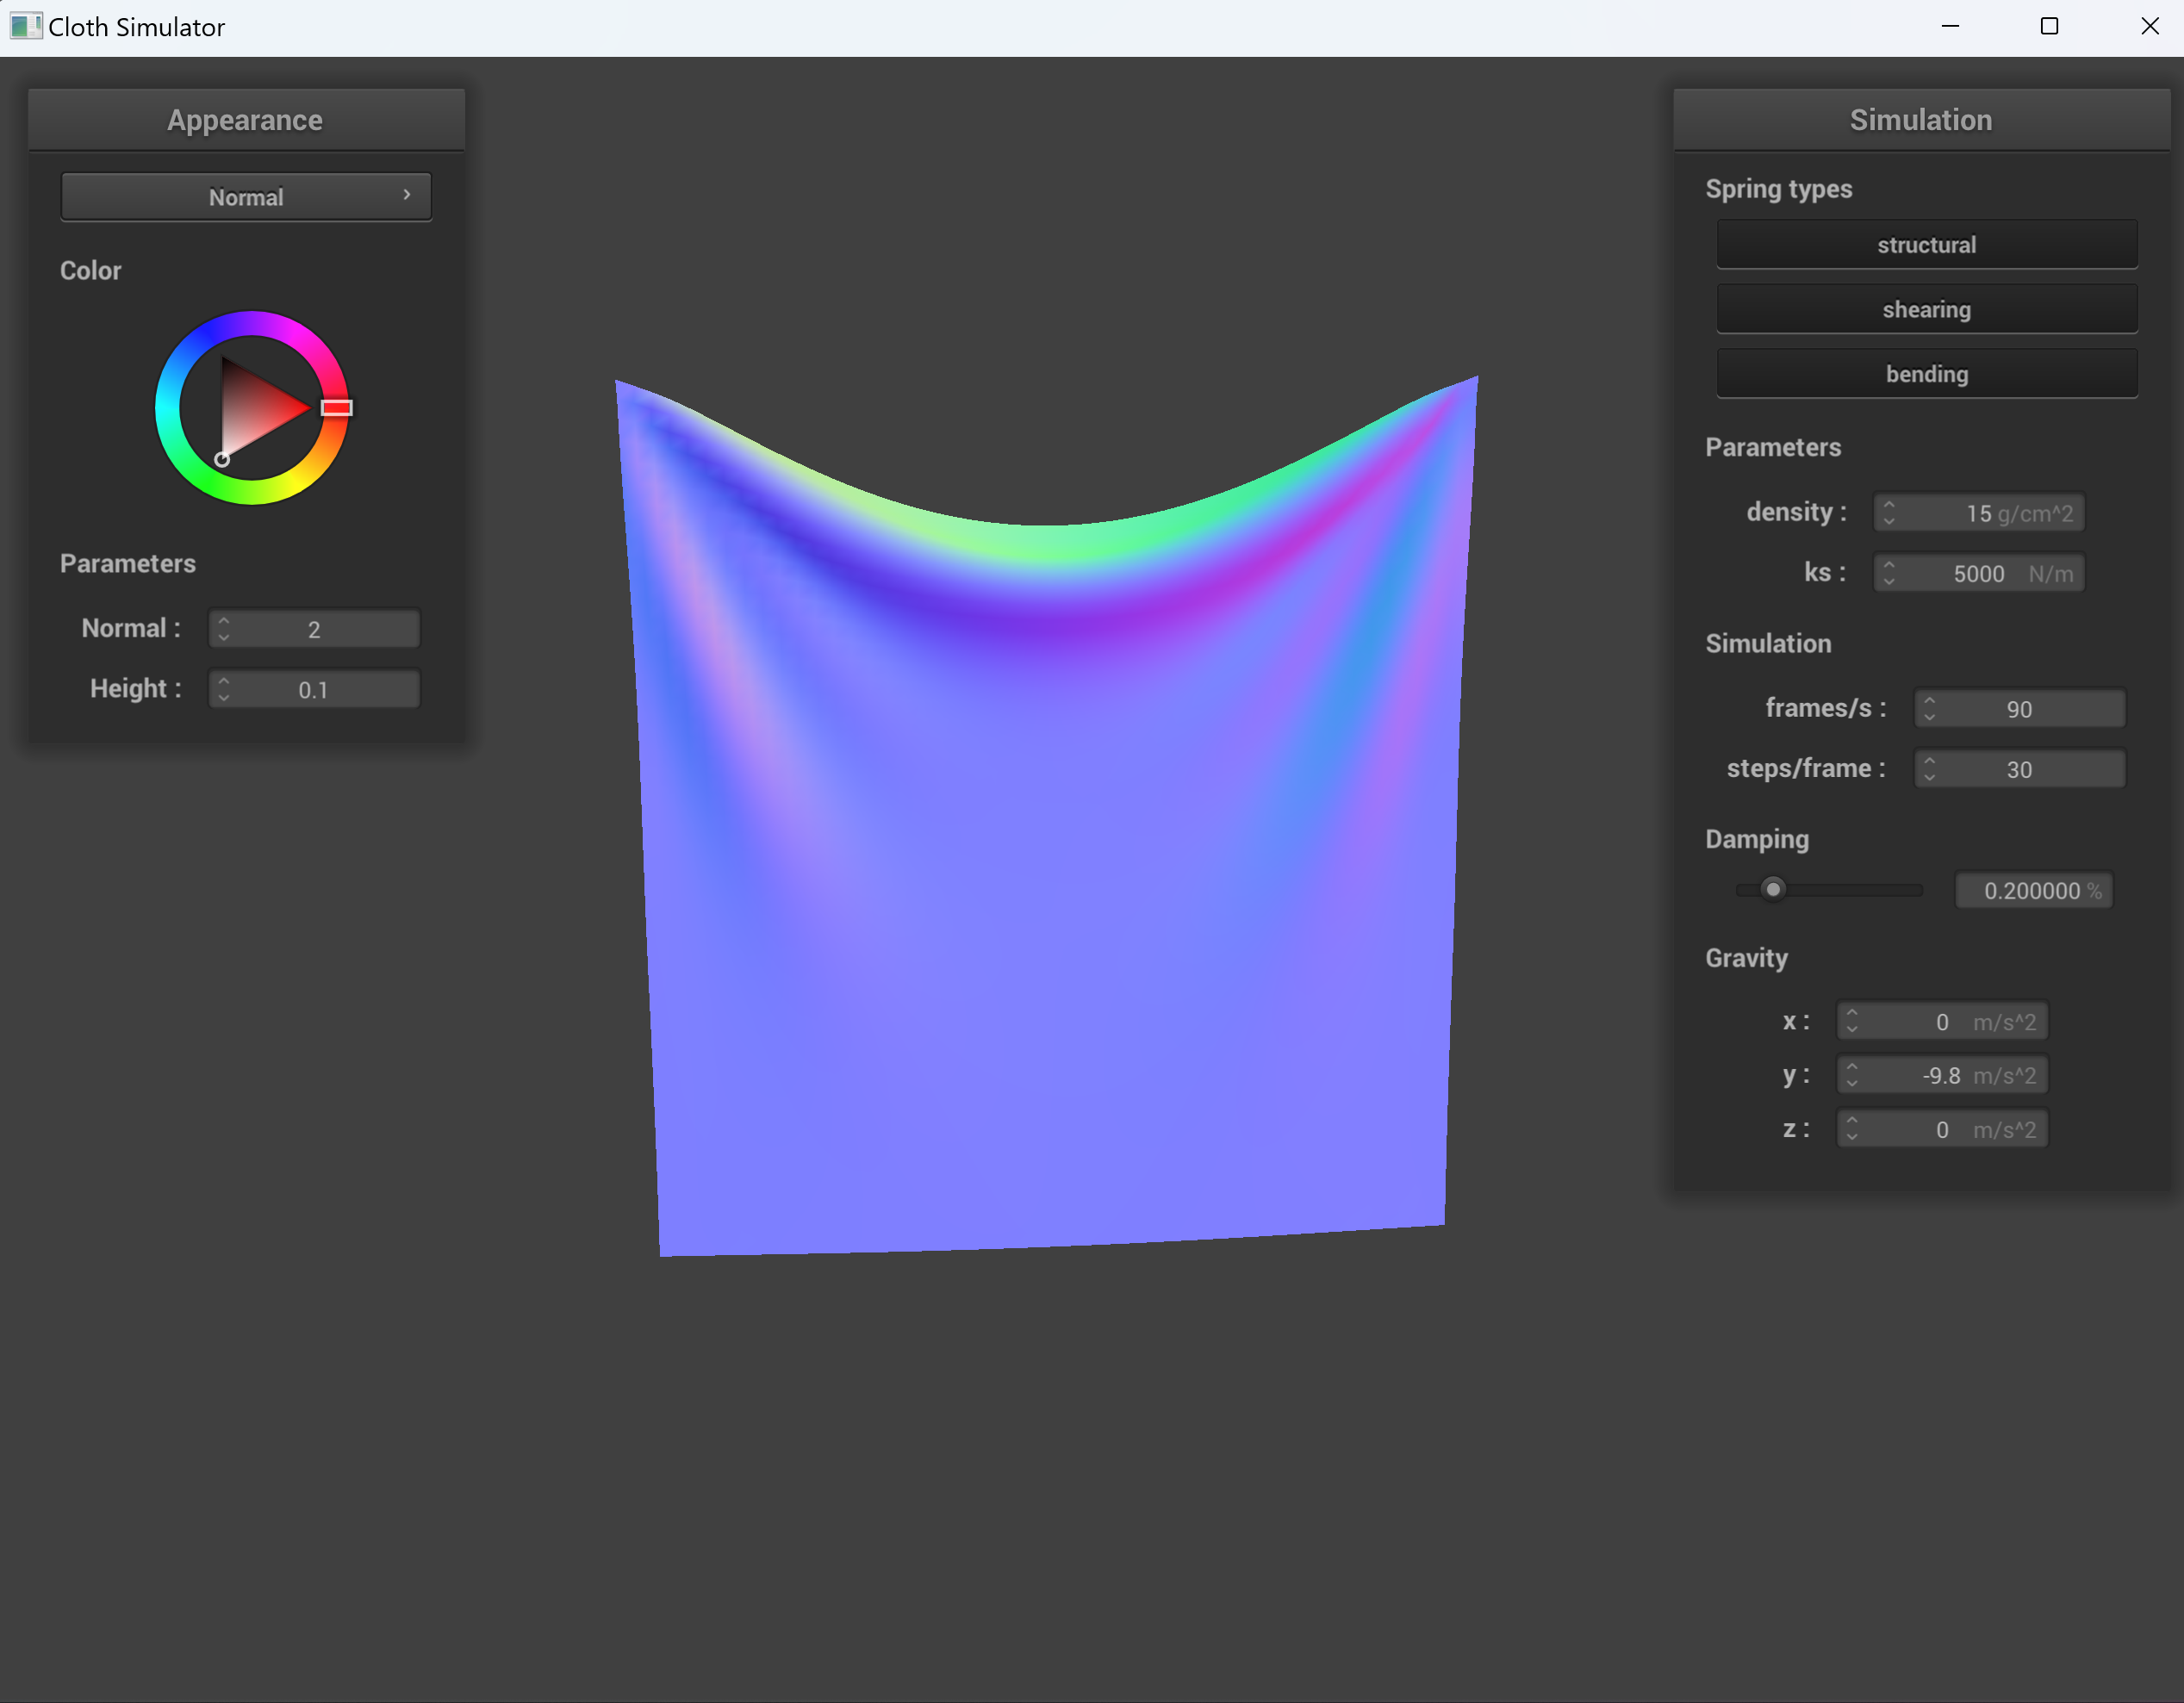 Cloth Simulator
Appearance
Normal
Color
Parameters
Normal : 2
Height : 0.1
Simulation
Spring types
structural
shearing
bending
Parameters
density : 15 g/cm^2
ks : 5000 N/m
Simulation
frames/s : 90
steps/frame : 30
Damping
0.200000 %
Gravity
x : 0 m/s^2
y : -9.8 m/s^2
z : 0 m/s^2